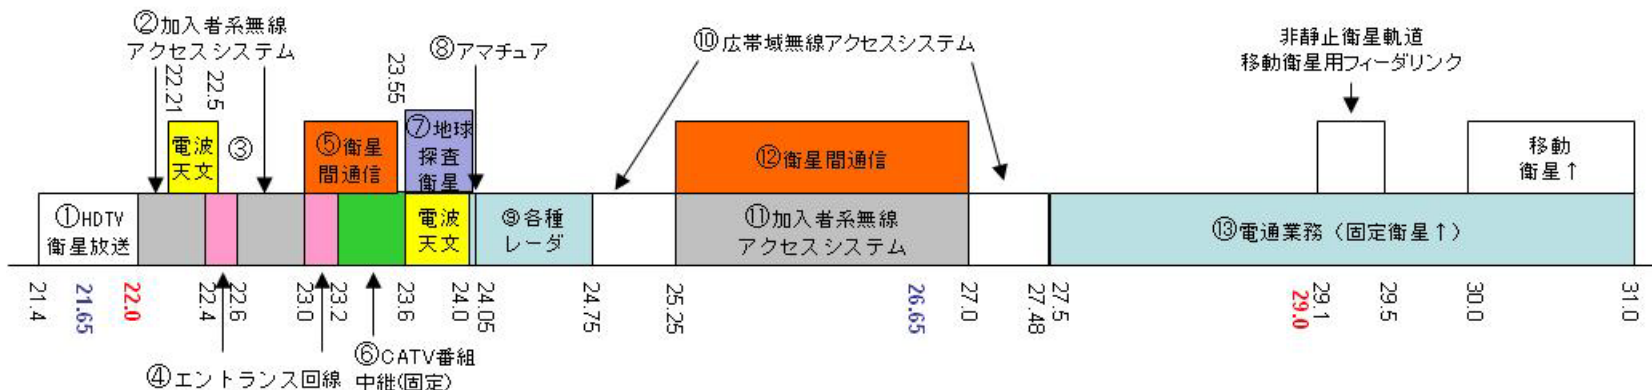 ②加入者系無線
アクセスシステム
⑧アマチュア
⑩広帯域無線アクセスシステム
非静止衛星軌道
移動衛星用フィーダリンク
22.21
22.5
23.55
電波
天文
③
⑤衛星
間通信
⑦地球
探査
衛星
⑫衛星間通信
移動
衛星↑
①HDTV
衛星放送
電波
天文
⑨各種
レーダ
⑪加入者系無線
アクセスシステム
⑬電通業務（固定衛星↑）
21.4
21.65
22.0
22.4
22.6
23.0
23.2
23.6
24.0
24.05
24.75
25.25
26.65
27.0
27.48
27.5
29.0
29.1
29.5
30.0
31.0
④エントランス回線
⑥CATV番組
中継(固定)